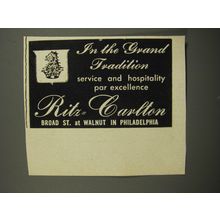 In the Grand
Tradition
service and hospitality
par excellence
Ritz-Carlton
BROAD ST. at WALNUT IN PHILADELPHIA